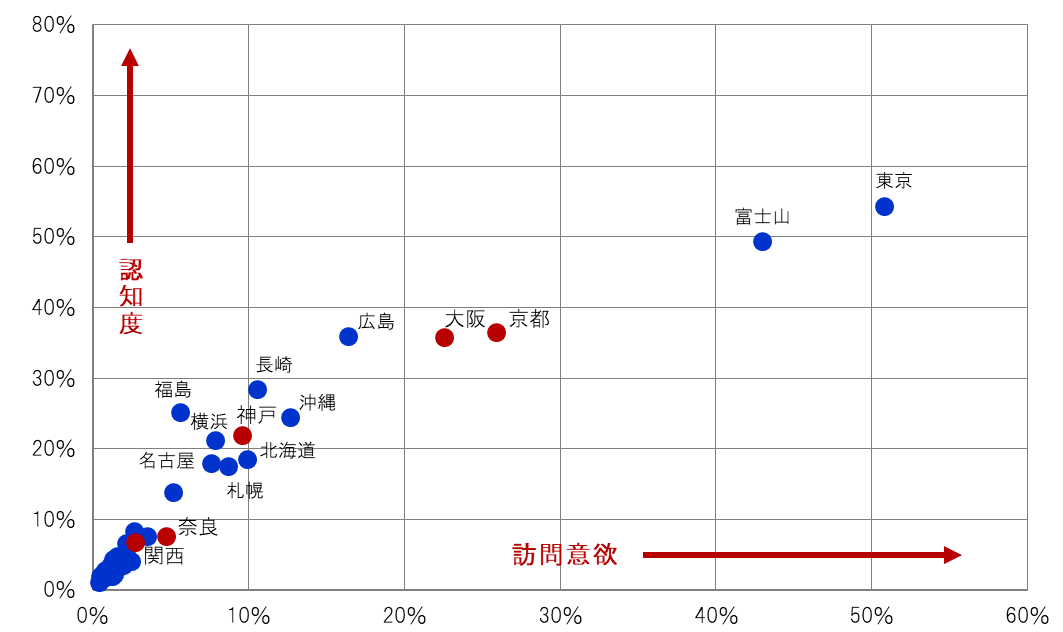 80%
70%
60%
50%
40%
30%
20%
10%
0%
0%
10%
20%
30%
40%
50%
60%
認知度
訪問意欲
東京
富士山
広島
大阪
京都
長崎
福島
沖縄
横浜
神戸
北海道
名古屋
札幌
奈良
関西